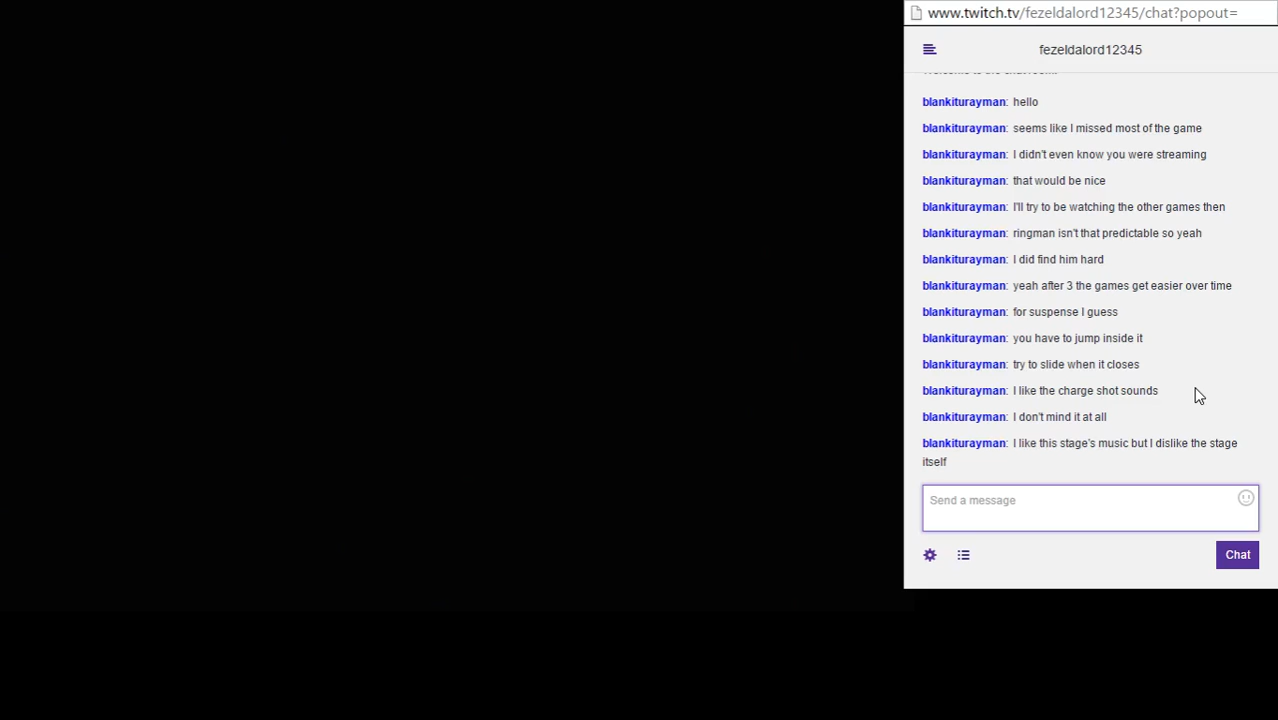 www.twitch.tv/fezeldalord12345/chat?popout=
fezeldalord12345
blankiturayman: hello
blankiturayman: seems like I missed most of the game
blankiturayman: I didn't even know you were streaming
blankiturayman: that would be nice
blankiturayman: I'll try to be watching the other games then
blankiturayman: ringman isn't that predictable so yeah
blankiturayman: I did find him hard
blankiturayman: yeah after 3 the games get easier over time
blankiturayman: for suspense I guess
blankiturayman: you have to jump inside it
blankiturayman: try to slide when it closes
blankiturayman: I like the charge shot sounds
blankiturayman: I don't mind it at all
blankiturayman: I like this stage's music but I dislike the stage
itself
Send a message
Chat